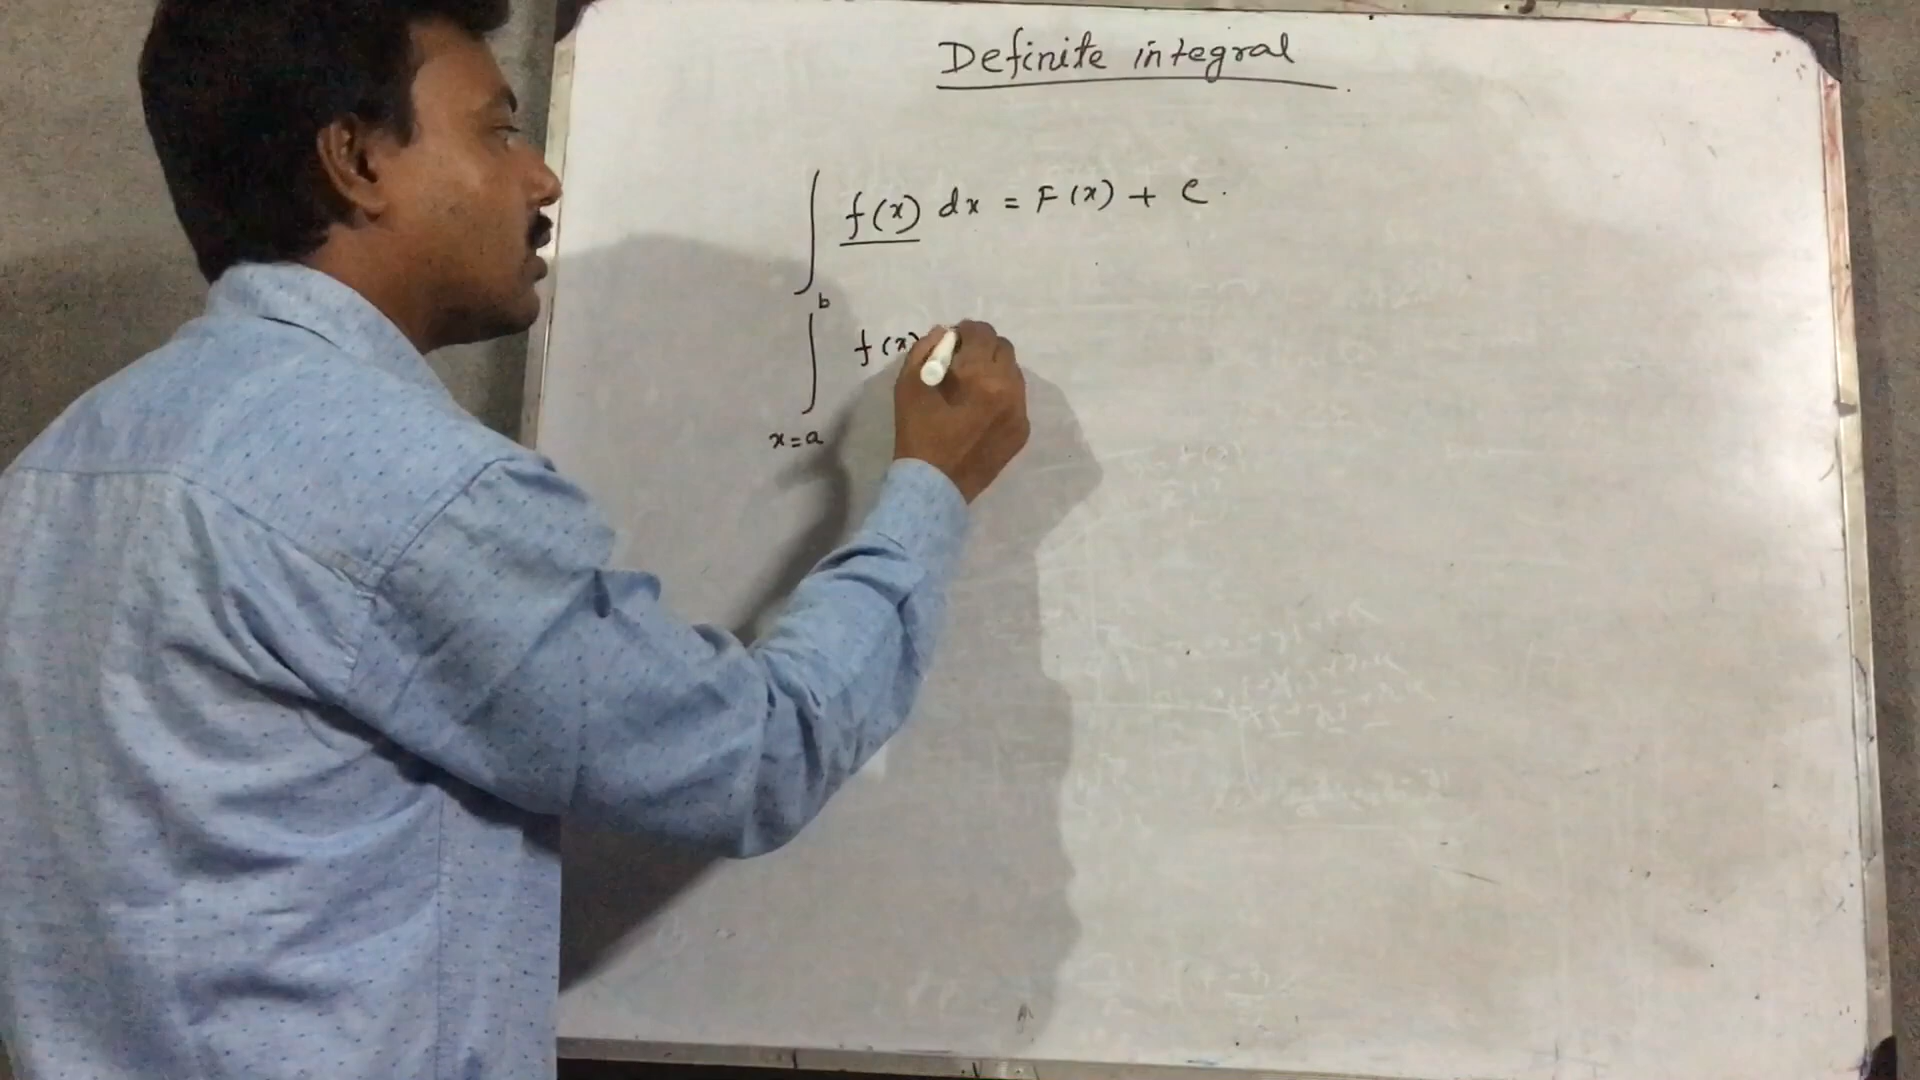 Definite integral
∫ f(x) dx = F(x) + c.
∫ f(x)
b
x=a